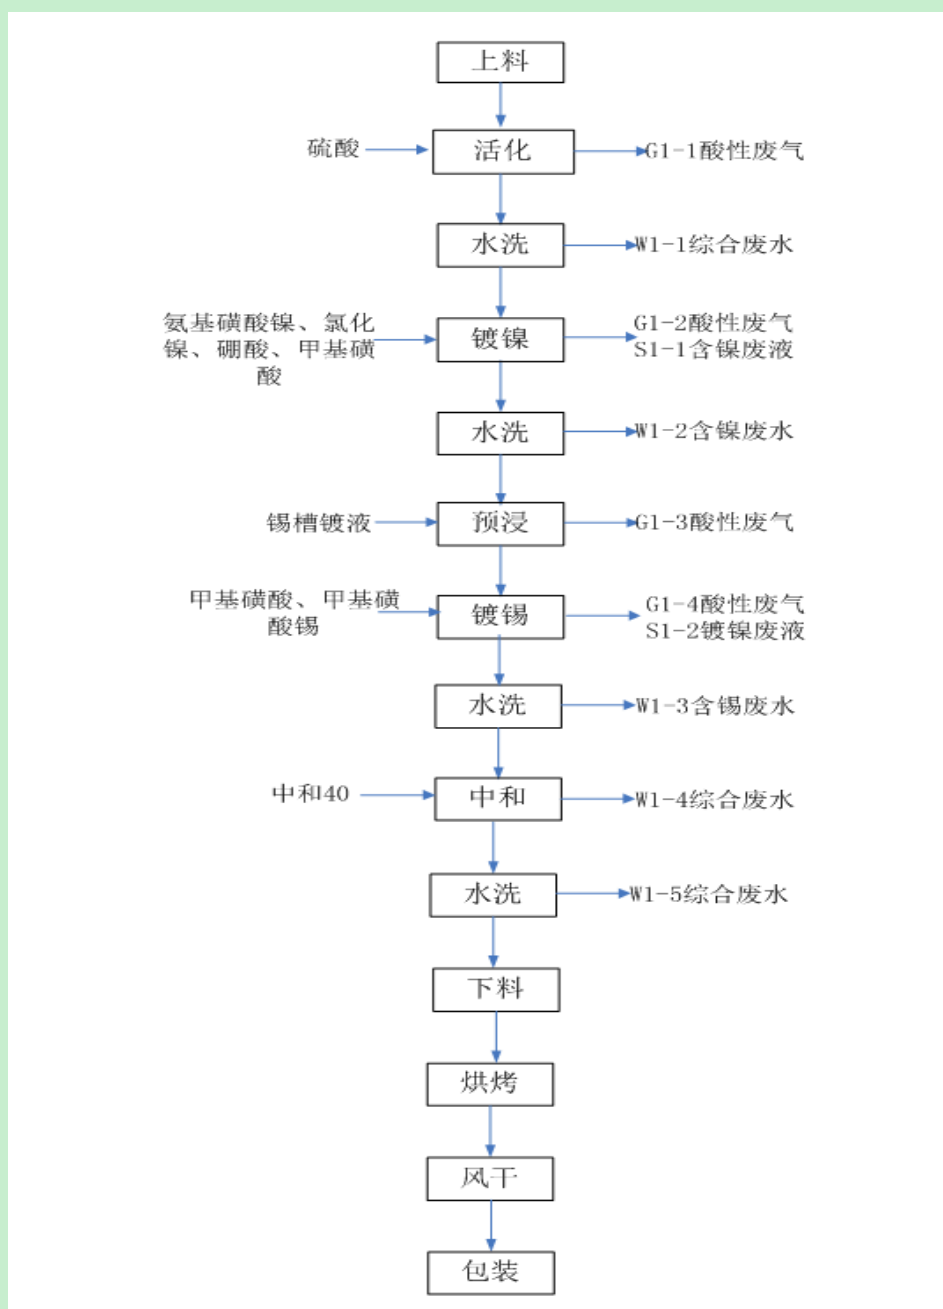 上料
硫酸
活化
G1-1酸性废气
水洗
W1-1综合废水
氨基磺酸镍、氯化
镍、硼酸、甲基磺
酸
镀镍
G1-2酸性废气
S1-1含镍废液
水洗
W1-2含镍废水
锡槽镀液
预浸
G1-3酸性废气
甲基磺酸、甲基磺
酸锡
镀锡
G1-4酸性废气
S1-2镀镍废液
水洗
W1-3含锡废水
中和40
中和
W1-4综合废水
水洗
W1-5综合废水
下料
烘烤
风干
包装